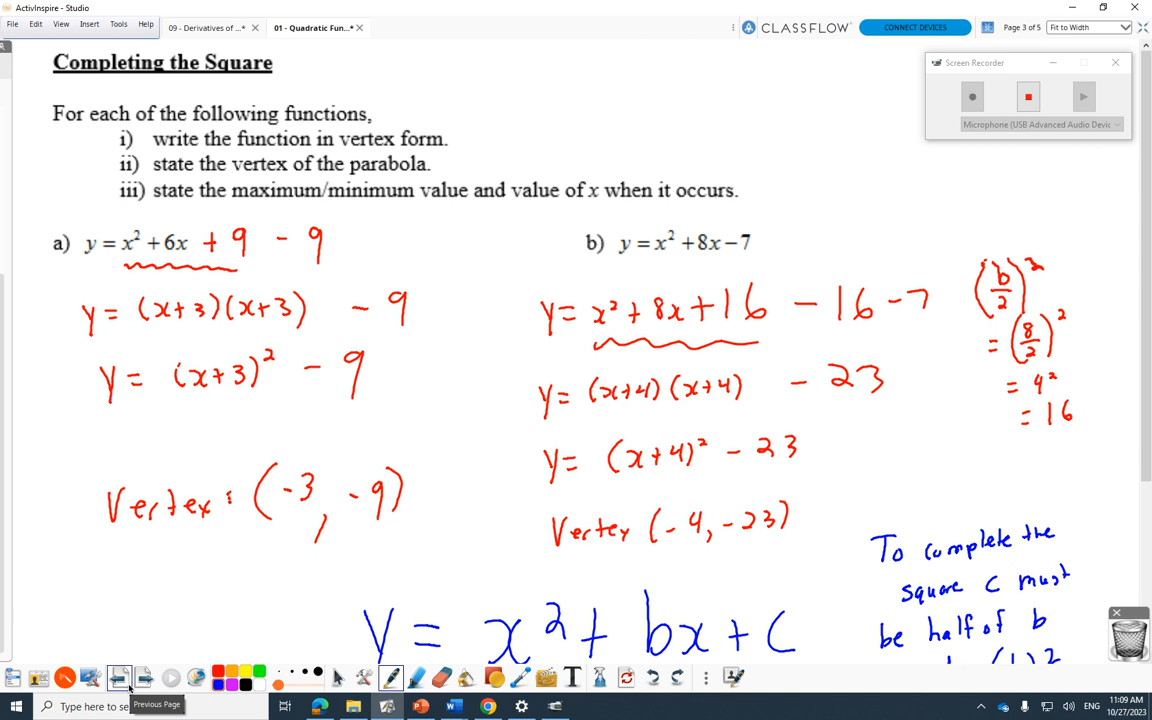 ActivInspire - Studio
File Edit View Insert Tools Help
09 - Derivatives of ...* 01 - Quadratic Fun...*
CLASSFLOW CONNECT DEVICES Page 3 of 5 Fit to Width
Screen Recorder
Microphone (USB Advanced Audio Devic
Completing the Square
For each of the following functions,
i) write the function in vertex form.
ii) state the vertex of the parabola.
iii) state the maximum/minimum value and value of x when it occurs.
a) y = x² + 6x + 9 - 9
y = (x+3)(x+3) - 9
y = (x+3)² - 9
Vertex: (-3, -9)
b) y = x² + 8x - 7
y = x² + 8x + 16 - 16 - 7
y = (x+4)(x+4) - 23
y = (x+4)² - 23
Vertex (-4, -23)
(b/2)²
= (8/2)²
= 4²
= 16
To complete the
square c must
be half of b
y = x² + bx + c
Previous Page
Type here to se
ENG
11:09 AM
10/27/2023